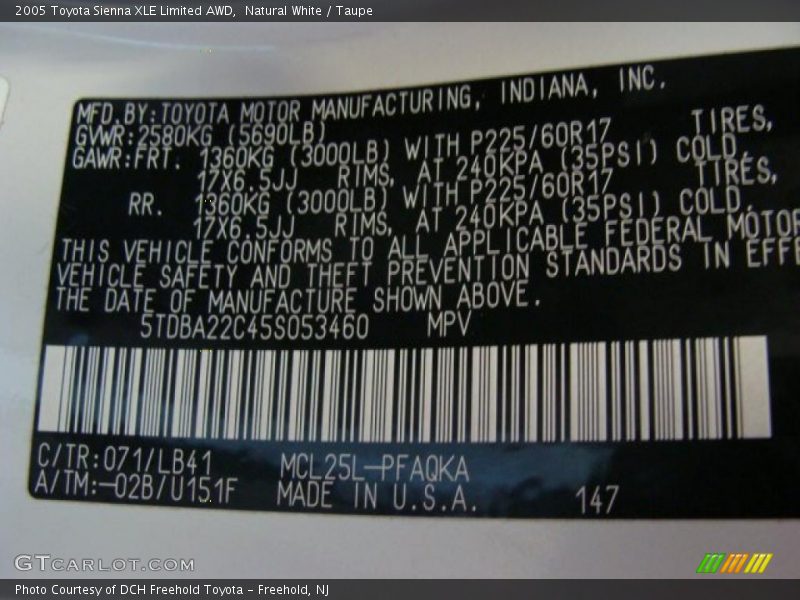 2005 Toyota Sienna XLE Limited AWD,  Natural White / Taupe
MFD.BY:TOYOTA MOTOR MANUFACTURING, INDIANA, INC.
GVWR:2580KG (5690LB)
GAWR:FRT. 1360KG (3000LB) WITH P225/60R17 TIRES,
17X6.5JJ RIMS, AT 240KPA (35PSI) COLD.
RR. 1360KG (3000LB) WITH P225/60R17 TIRES,
17X6.5JJ RIMS, AT 240KPA (35PSI) COLD.
THIS VEHICLE CONFORMS TO ALL APPLICABLE FEDERAL MOTOR
VEHICLE SAFETY AND THEFT PREVENTION STANDARDS IN EFFE
THE DATE OF MANUFACTURE SHOWN ABOVE.
5TDBA22C45S053460 MPV
C/TR:071/LB41 MCL25L-PFAQKA
A/TM:-02B/U151F MADE IN U.S.A. 147
GTCARLOT.COM
Photo Courtesy of DCH Freehold Toyota - Freehold, NJ